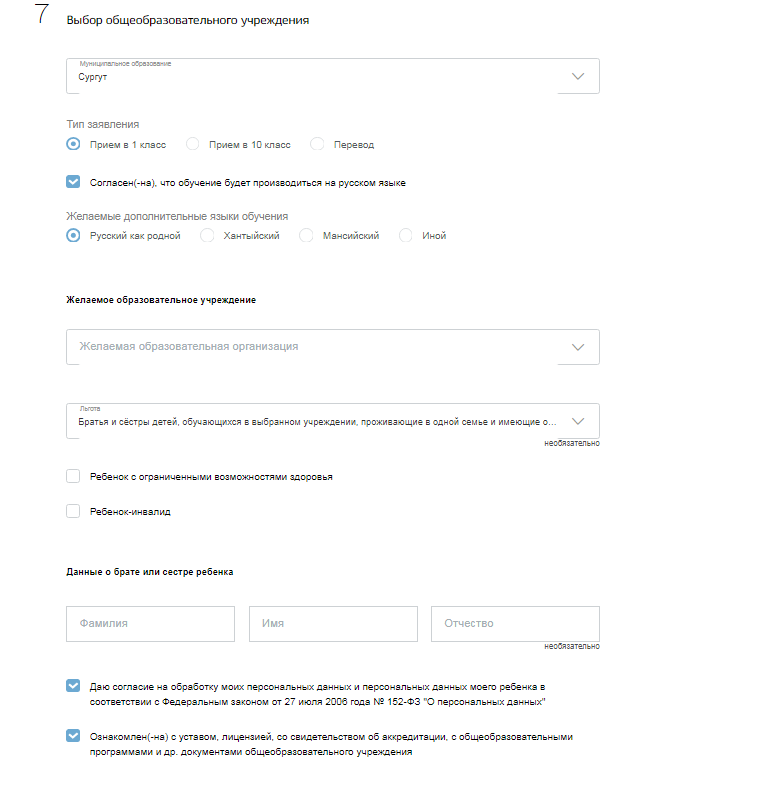 7 Выбор общеобразовательного учреждения
Муниципальное образование
Сургут
Тип заявления
Прием в 1 класс Прием в 10 класс Перевод
Согласен(-на), что обучение будет производиться на русском языке
Желаемые дополнительные языки обучения
Русский как родной Хантыйский Мансийский Иной
Желаемое образовательное учреждение
Желаемая образовательная организация
Льгота
Братья и сёстры детей, обучающихся в выбранном учреждении, проживающие в одной семье и имеющие о...
необязательно
Ребенок с ограниченными возможностями здоровья
Ребенок-инвалид
Данные о брате или сестре ребенка
Фамилия Имя Отчество
необязательно
Даю согласие на обработку моих персональных данных и персональных данных моего ребенка в
соответствии с Федеральным законом от 27 июля 2006 года № 152-ФЗ "О персональных данных"
Ознакомлен(-на) с уставом, лицензией, со свидетельством об аккредитации, с общеобразовательными
программами и др. документами общеобразовательного учреждения